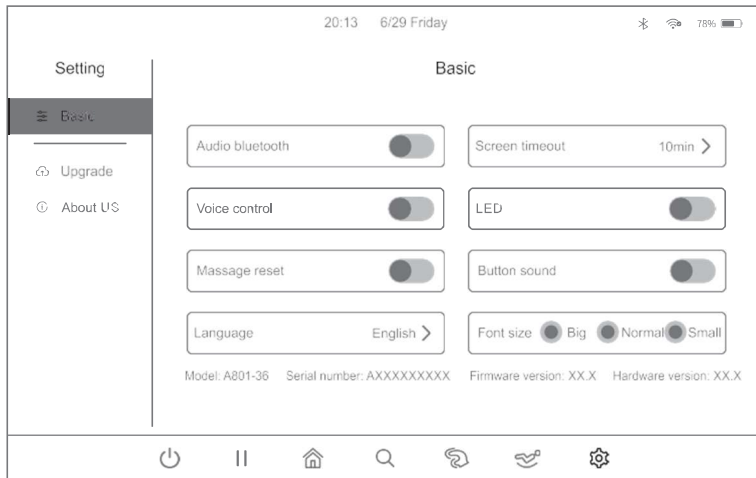 20:13 6/29 Friday 78%
Setting
Basic
Basic
Upgrade
About US
Audio bluetooth
Screen timeout 10min
Voice control
LED
Massage reset
Button sound
Language English
Font size Big Normal Small
Model: A801-36 Serial number: AXXXXXXXXX Firmware version: XX.X Hardware version: XX.X